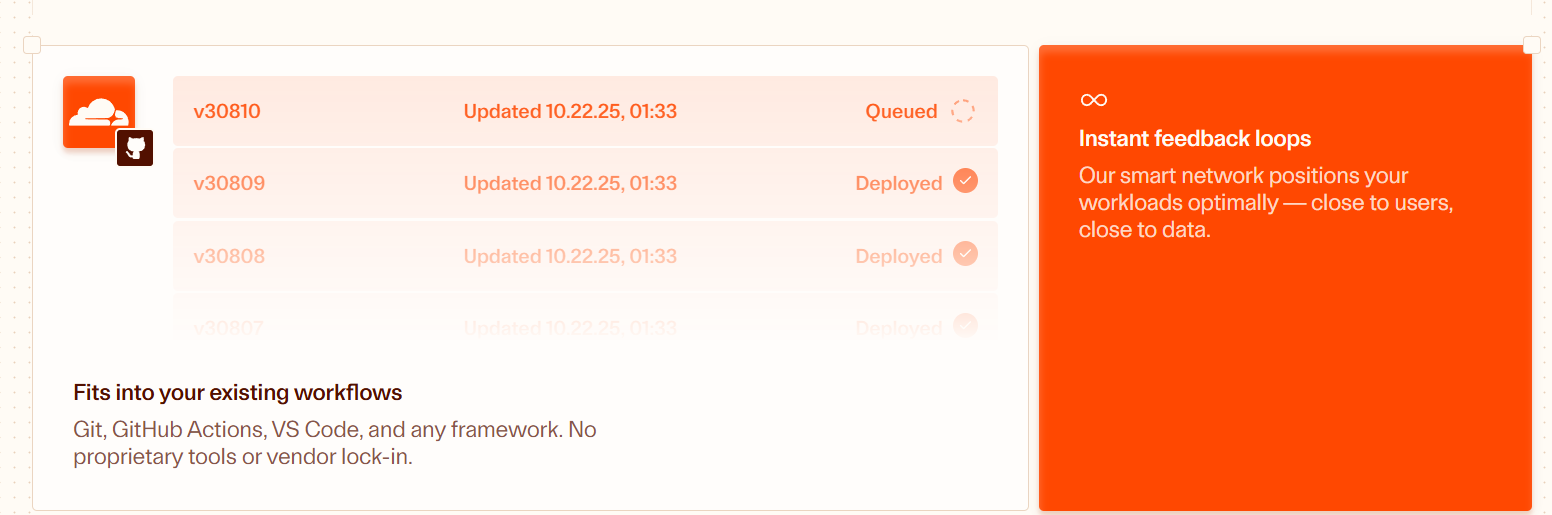 v30810 Updated 10.22.25, 01:33 Queued
v30809 Updated 10.22.25, 01:33 Deployed
v30808 Updated 10.22.25, 01:33 Deployed
v30807 Updated 10.22.25, 01:33 Deployed
Fits into your existing workflows
Git, GitHub Actions, VS Code, and any framework. No
proprietary tools or vendor lock-in.
Instant feedback loops
Our smart network positions your
workloads optimally — close to users,
close to data.